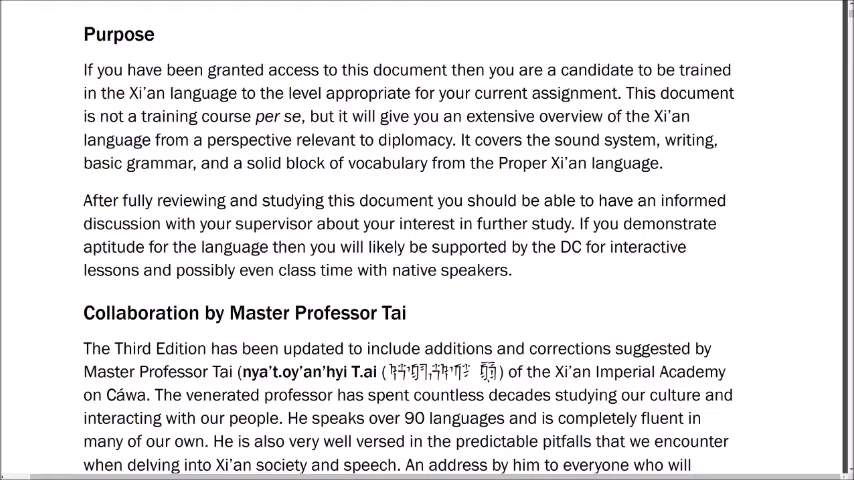 Purpose
If you have been granted access to this document then you are a candidate to be trained
in the Xi’an language to the level appropriate for your current assignment. This document
is not a training course per se, but it will give you an extensive overview of the Xi’an
language from a perspective relevant to diplomacy. It covers the sound system, writing,
basic grammar, and a solid block of vocabulary from the Proper Xi’an language.
After fully reviewing and studying this document you should be able to have an informed
discussion with your supervisor about your interest in further study. If you demonstrate
aptitude for the language then you will likely be supported by the DC for interactive
lessons and possibly even class time with native speakers.
Collaboration by Master Professor Tai
The Third Edition has been updated to include additions and corrections suggested by
Master Professor Tai (nya’t.oy’an’hyi T.ai ( ) of the Xi’an Imperial Academy
on Cáwa. The venerated professor has spent countless decades studying our culture and
interacting with our people. He speaks over 90 languages and is completely fluent in
many of our own. He is also very well versed in the predictable pitfalls that we encounter
when delving into Xi’an society and speech. An address by him to everyone who will